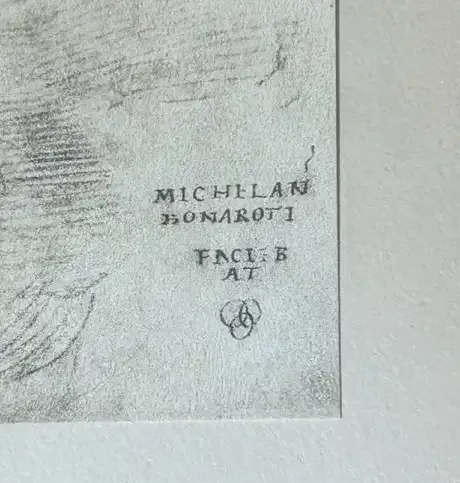 MICHELAN
BONAROTI
FACIEB
AT